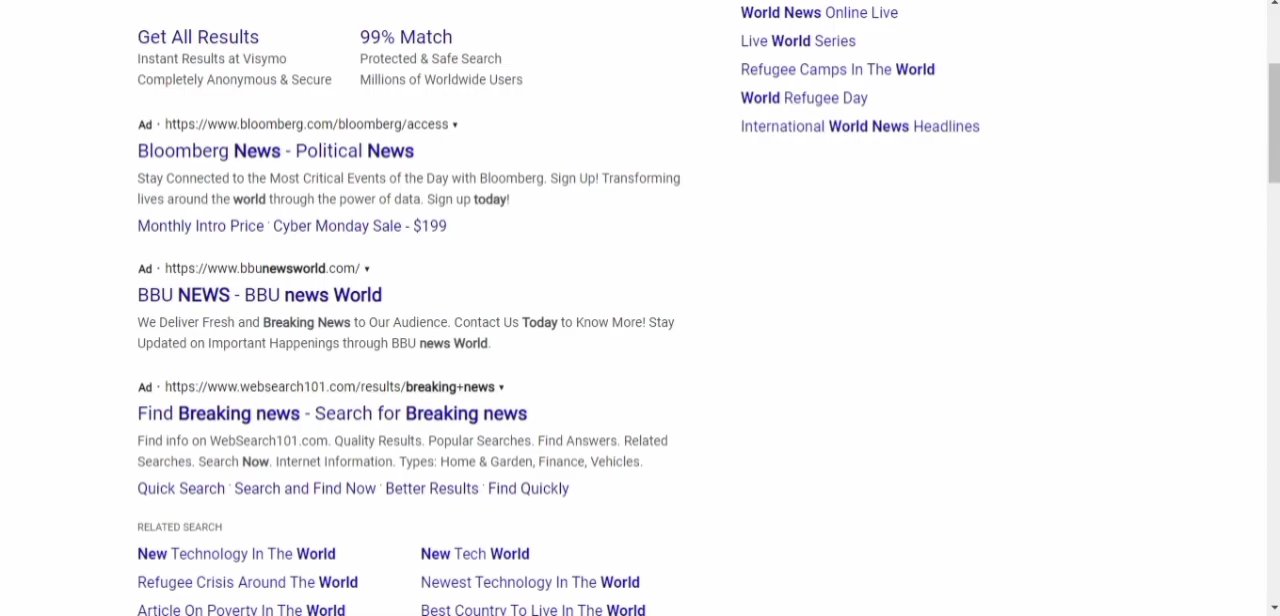 Get All Results
Instant Results at Visymo
Completely Anonymous & Secure
99% Match
Protected & Safe Search
Millions of Worldwide Users
Ad · https://www.bloomberg.com/bloomberg/access ▾
Bloomberg News - Political News
Stay Connected to the Most Critical Events of the Day with Bloomberg. Sign Up! Transforming
lives around the world through the power of data. Sign up today!
Monthly Intro Price · Cyber Monday Sale - $199
Ad · https://www.bbunewsworld.com/ ▾
BBU NEWS - BBU news World
We Deliver Fresh and Breaking News to Our Audience. Contact Us Today to Know More! Stay
Updated on Important Happenings through BBU news World.
Ad · https://www.websearch101.com/results/breaking+news ▾
Find Breaking news - Search for Breaking news
Find info on WebSearch101.com. Quality Results. Popular Searches. Find Answers. Related
Searches. Search Now. Internet Information. Types: Home & Garden, Finance, Vehicles.
Quick Search · Search and Find Now · Better Results · Find Quickly
RELATED SEARCH
New Technology In The World
Refugee Crisis Around The World
Article On Poverty In The World
New Tech World
Newest Technology In The World
Best Country To Live In The World
World News Online Live
Live World Series
Refugee Camps In The World
World Refugee Day
International World News Headlines